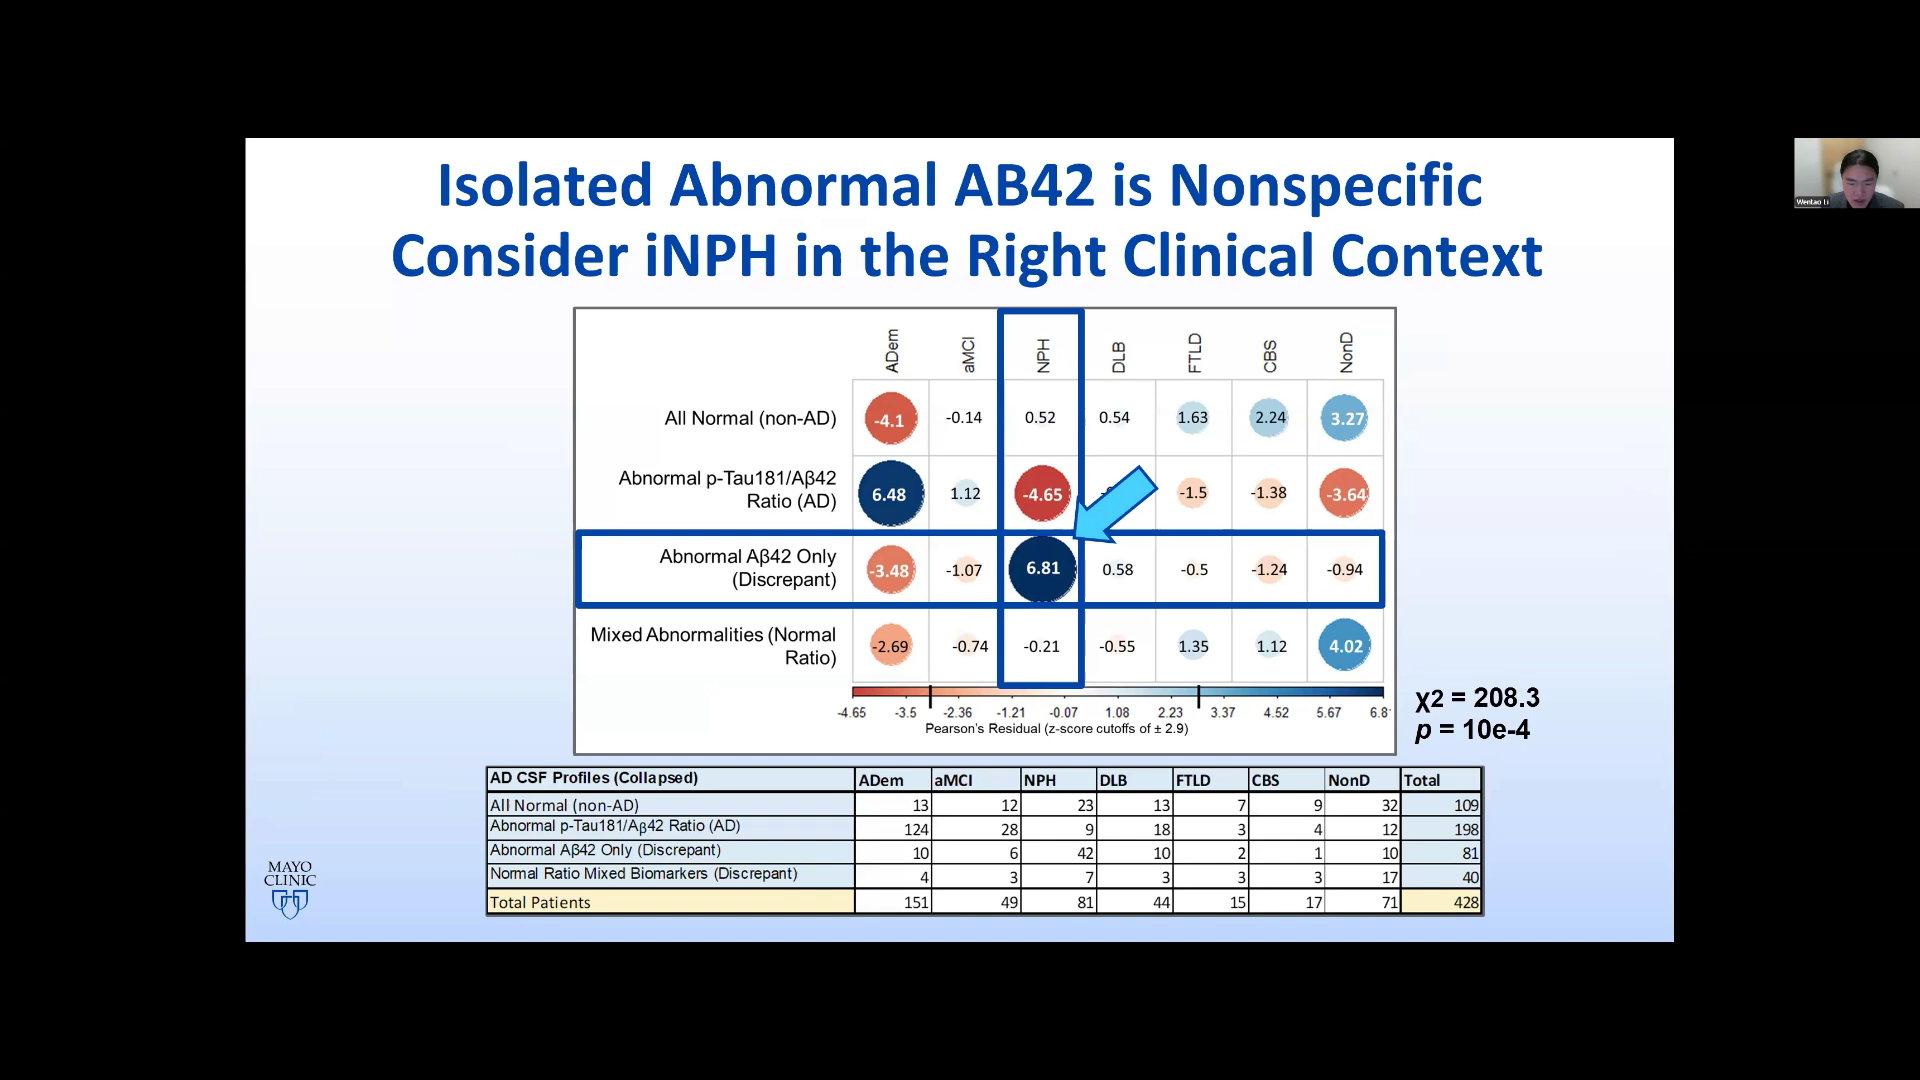 Isolated Abnormal AB42 is Nonspecific
Consider iNPH in the Right Clinical Context
Wentao Li
ADem aMCI NPH DLB FTLD CBS NonD
All Normal (non-AD) -4.1 -0.14 0.52 0.54 1.63 2.24 3.27
Abnormal p-Tau181/Aβ42
Ratio (AD) 6.48 1.12 -4.65 -1.5 -1.38 -3.64
Abnormal Aβ42 Only
(Discrepant) -3.48 -1.07 6.81 0.58 -0.5 -1.24 -0.94
Mixed Abnormalities (Normal
Ratio) -2.69 -0.74 -0.21 -0.55 1.35 1.12 4.02
-4.65 -3.5 -2.36 -1.21 -0.07 1.08 2.23 3.37 4.52 5.67 6.8
Pearson's Residual (z-score cutoffs of ± 2.9)
χ2 = 208.3
p = 10e-4
AD CSF Profiles (Collapsed) ADem aMCI NPH DLB FTLD CBS NonD Total
All Normal (non-AD) 13 12 23 13 7 9 32 109
Abnormal p-Tau181/Aβ42 Ratio (AD) 124 28 9 18 3 4 12 198
Abnormal Aβ42 Only (Discrepant) 10 6 42 10 2 1 10 81
Normal Ratio Mixed Biomarkers (Discrepant) 4 3 7 3 3 3 17 40
Total Patients 151 49 81 44 15 17 71 428
MAYO
CLINIC